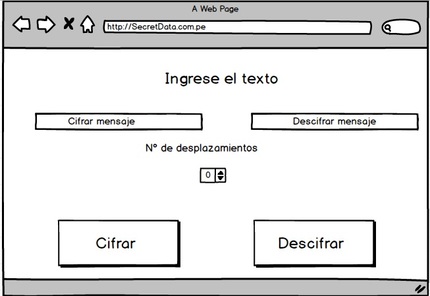 A Web Page
http://SecretData.com.pe
Ingrese el texto
Cifrar mensaje
Descifrar mensaje
N° de desplazamientos
0
Cifrar
Descifrar